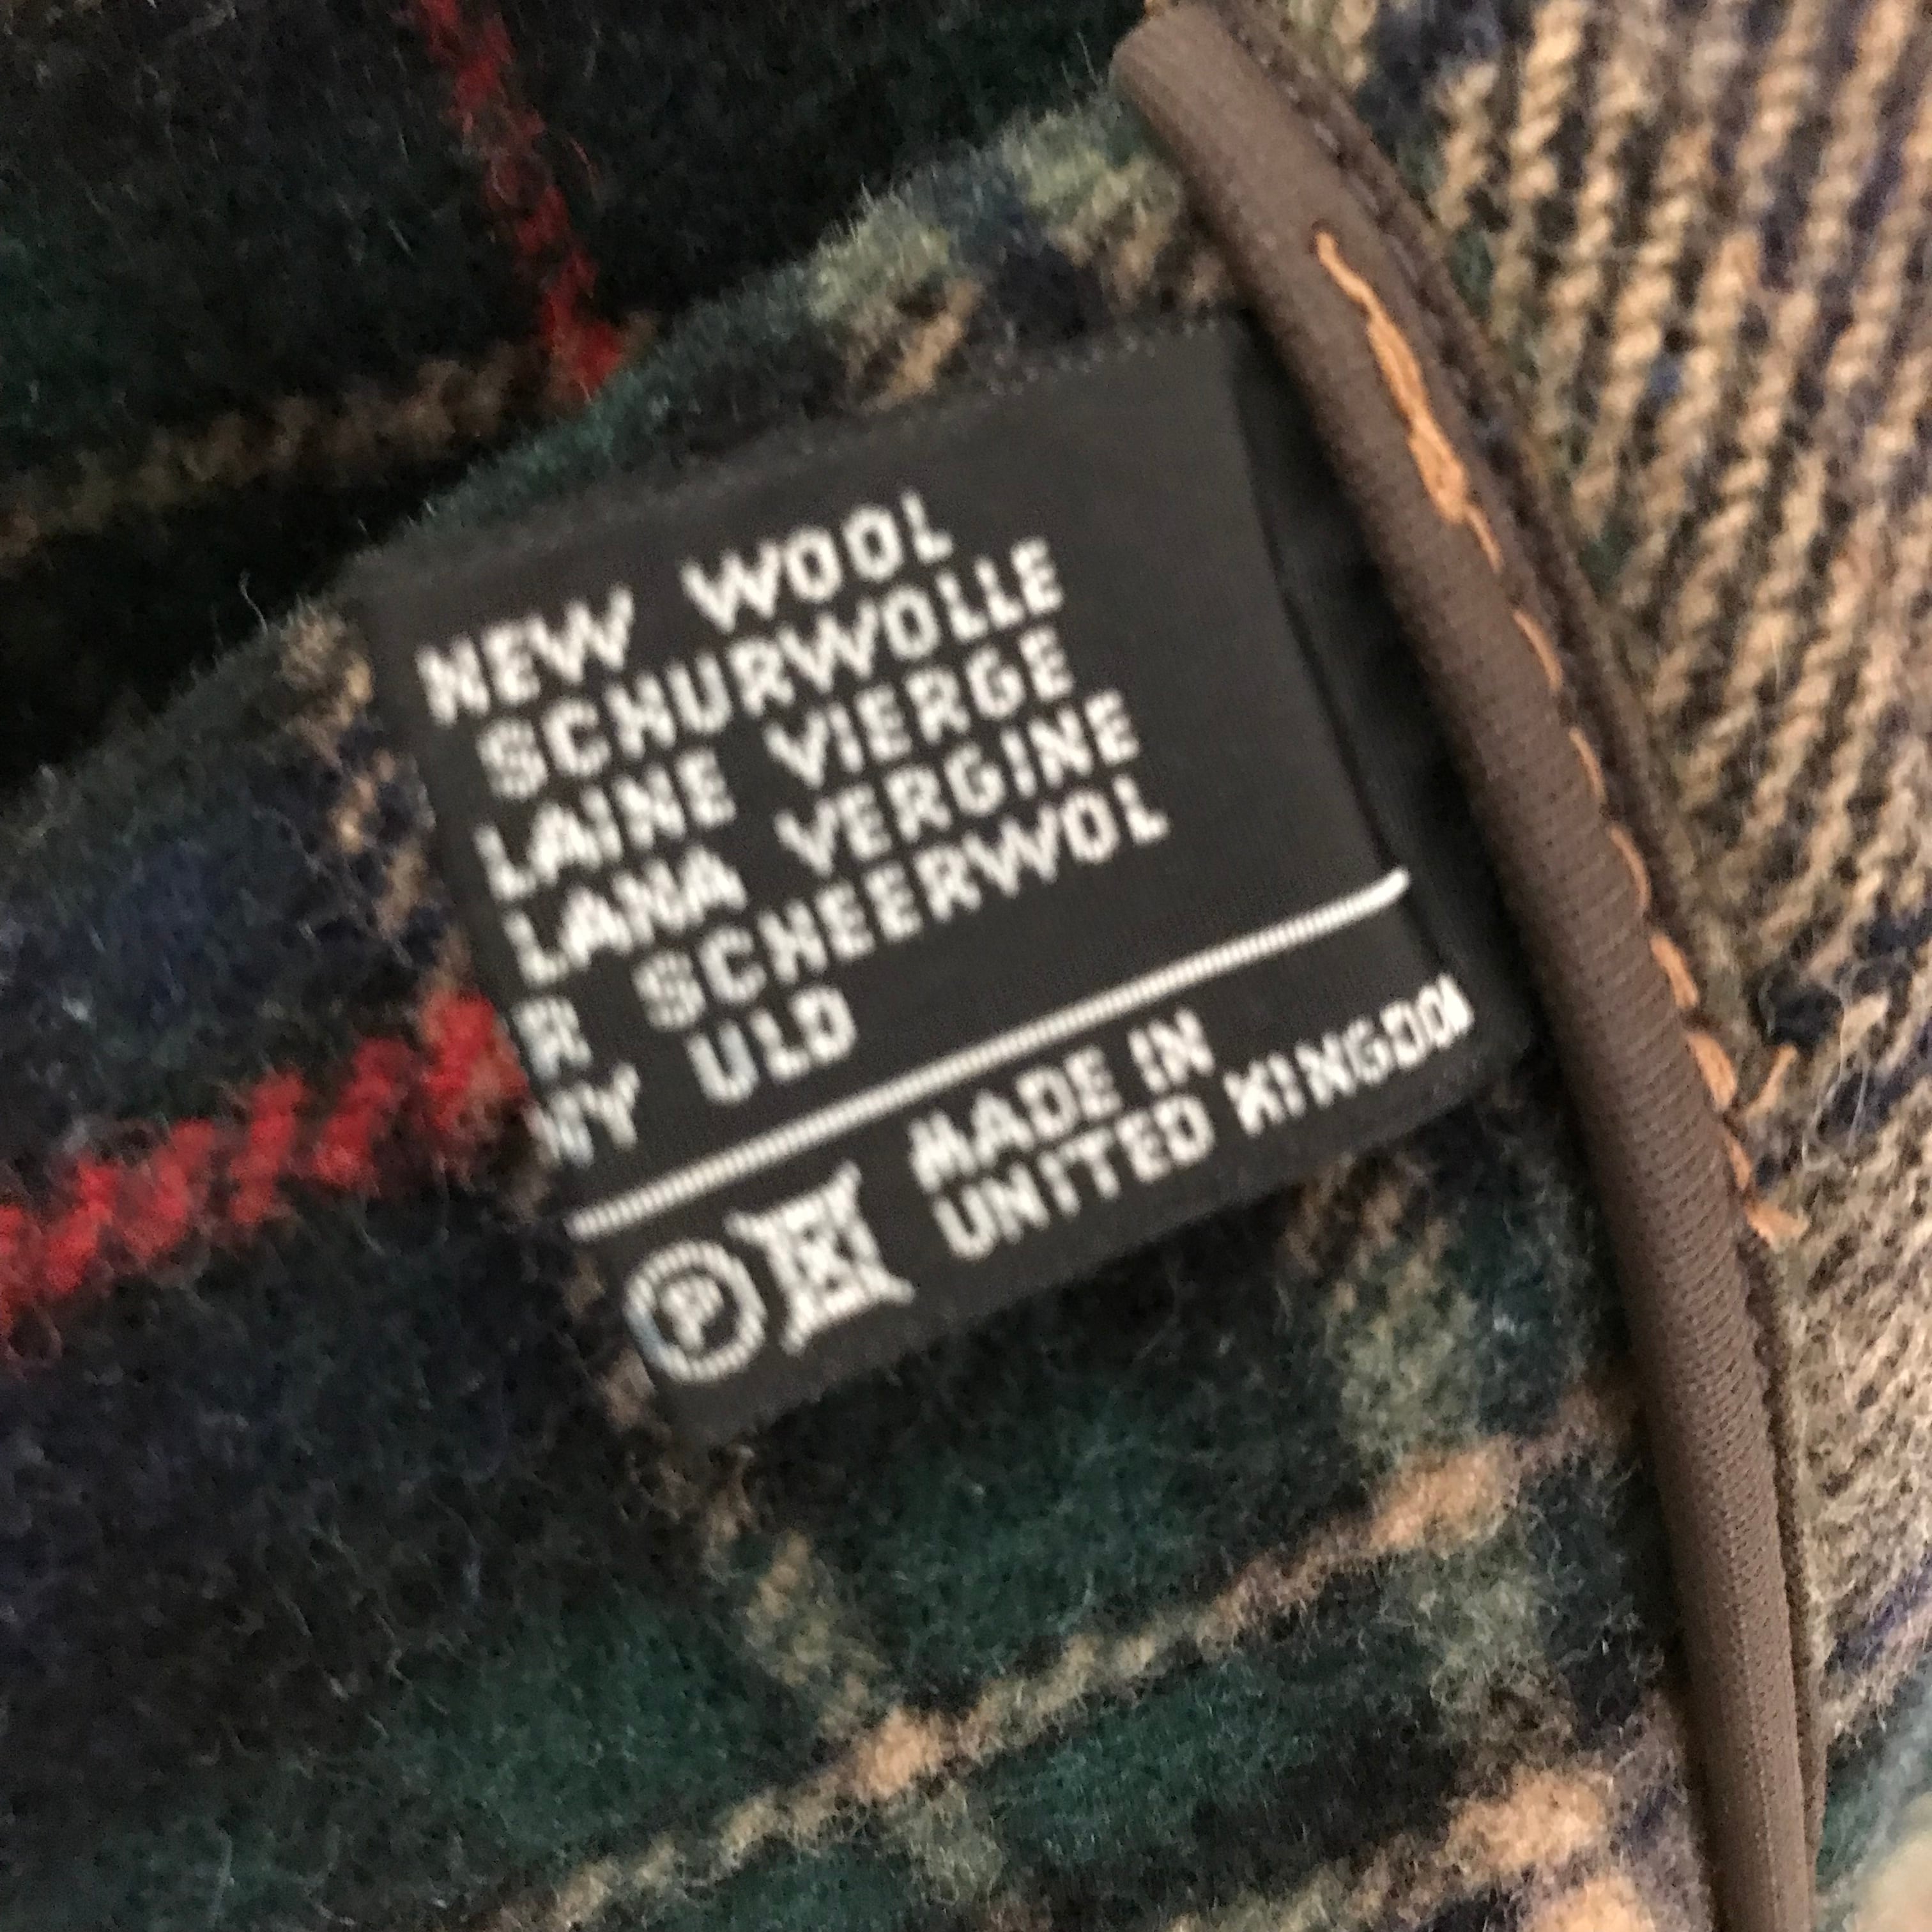 NEW WOOL
SCHURWOLLE
LAINE VIERGE
LANA VERGINE
R SCHEERWOL
NY ULD
MADE IN
UNITED KINGDOM
P